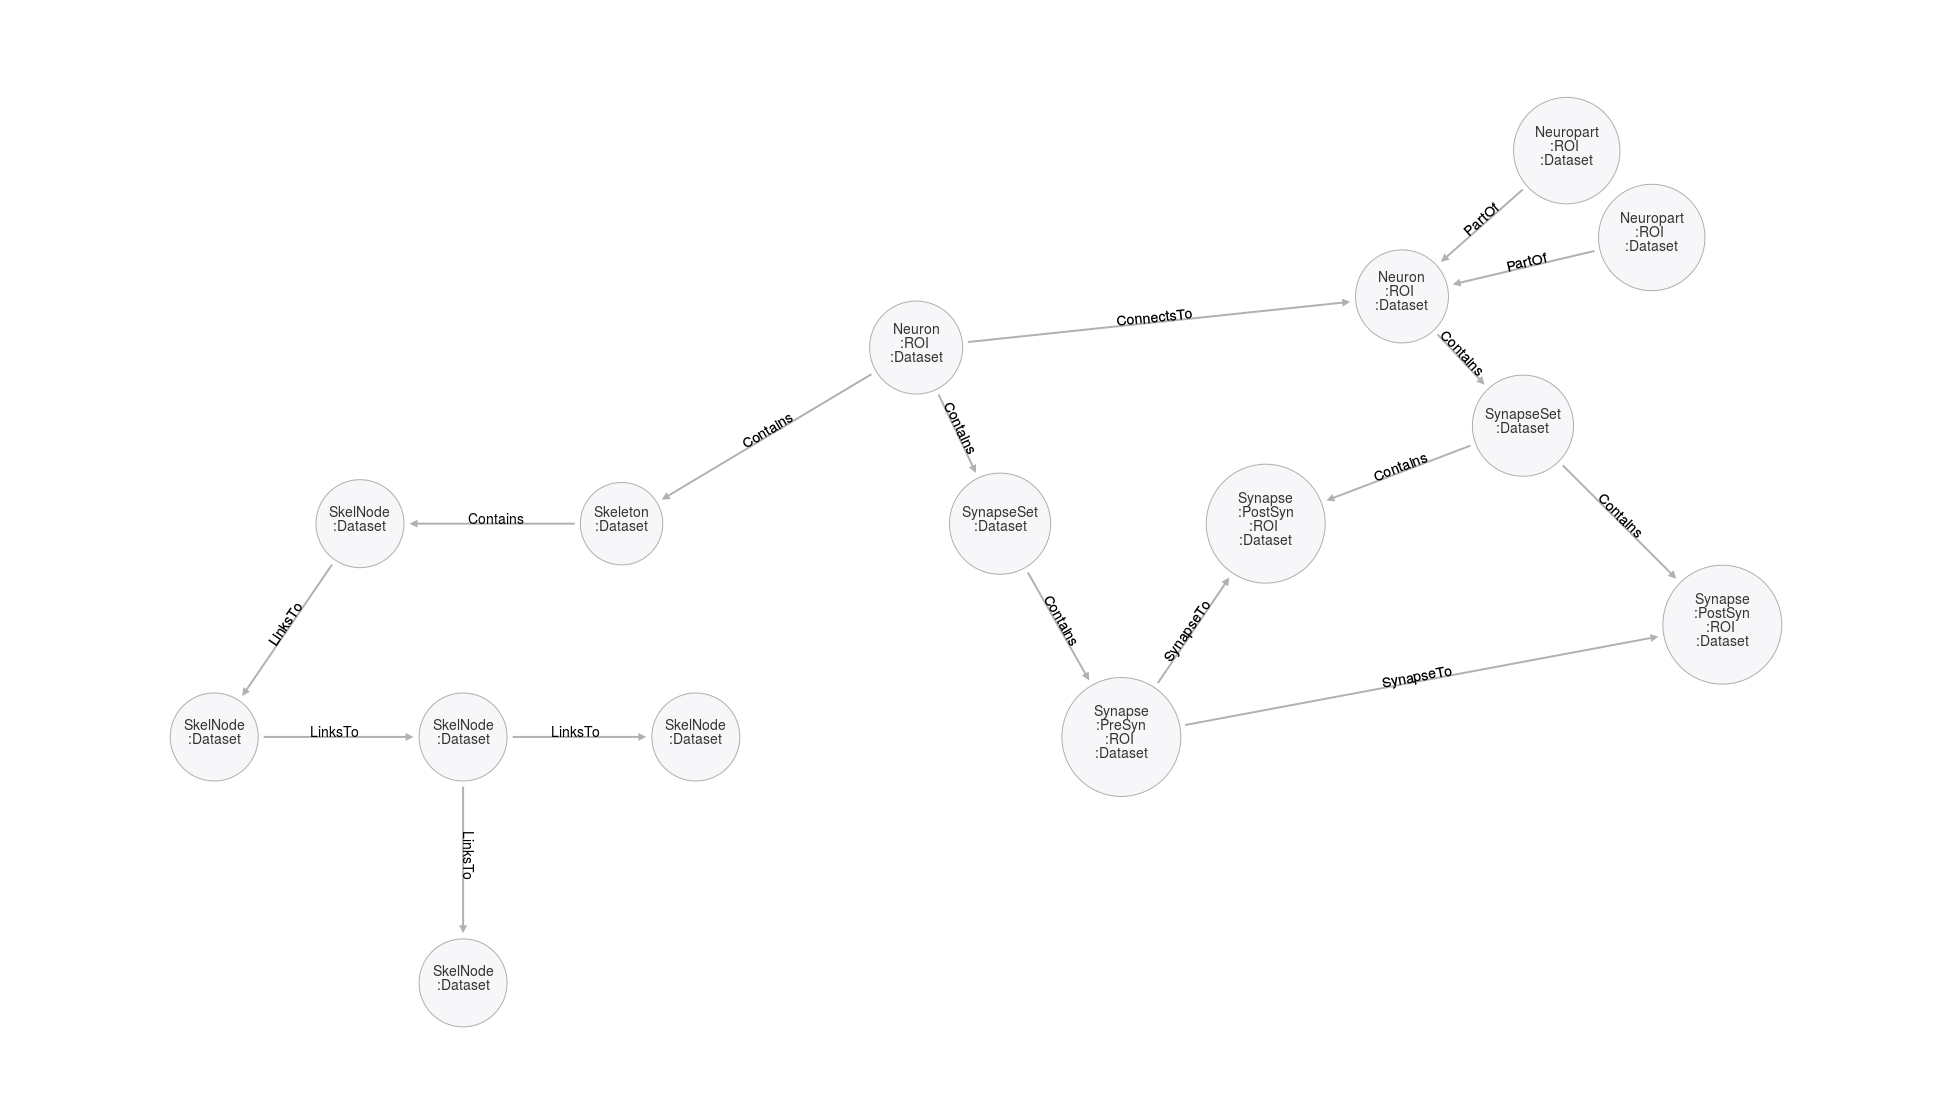 Neuropart
:ROI
:Dataset
PartOf
Neuropart
:ROI
:Dataset
PartOf
Neuron
:ROI
:Dataset
ConnectsTo
Neuron
:ROI
:Dataset
Contains
Contains
Contains
SynapseSet
:Dataset
Contains
Contains
SkelNode
:Dataset
Contains
Skeleton
:Dataset
SynapseSet
:Dataset
Synapse
:PostSyn
:ROI
:Dataset
LinksTo
Contains
SynapseTo
Synapse
:PostSyn
:ROI
:Dataset
SynapseTo
SkelNode
:Dataset
LinksTo
SkelNode
:Dataset
LinksTo
SkelNode
:Dataset
Synapse
:PreSyn
:ROI
:Dataset
LinksTo
SkelNode
:Dataset